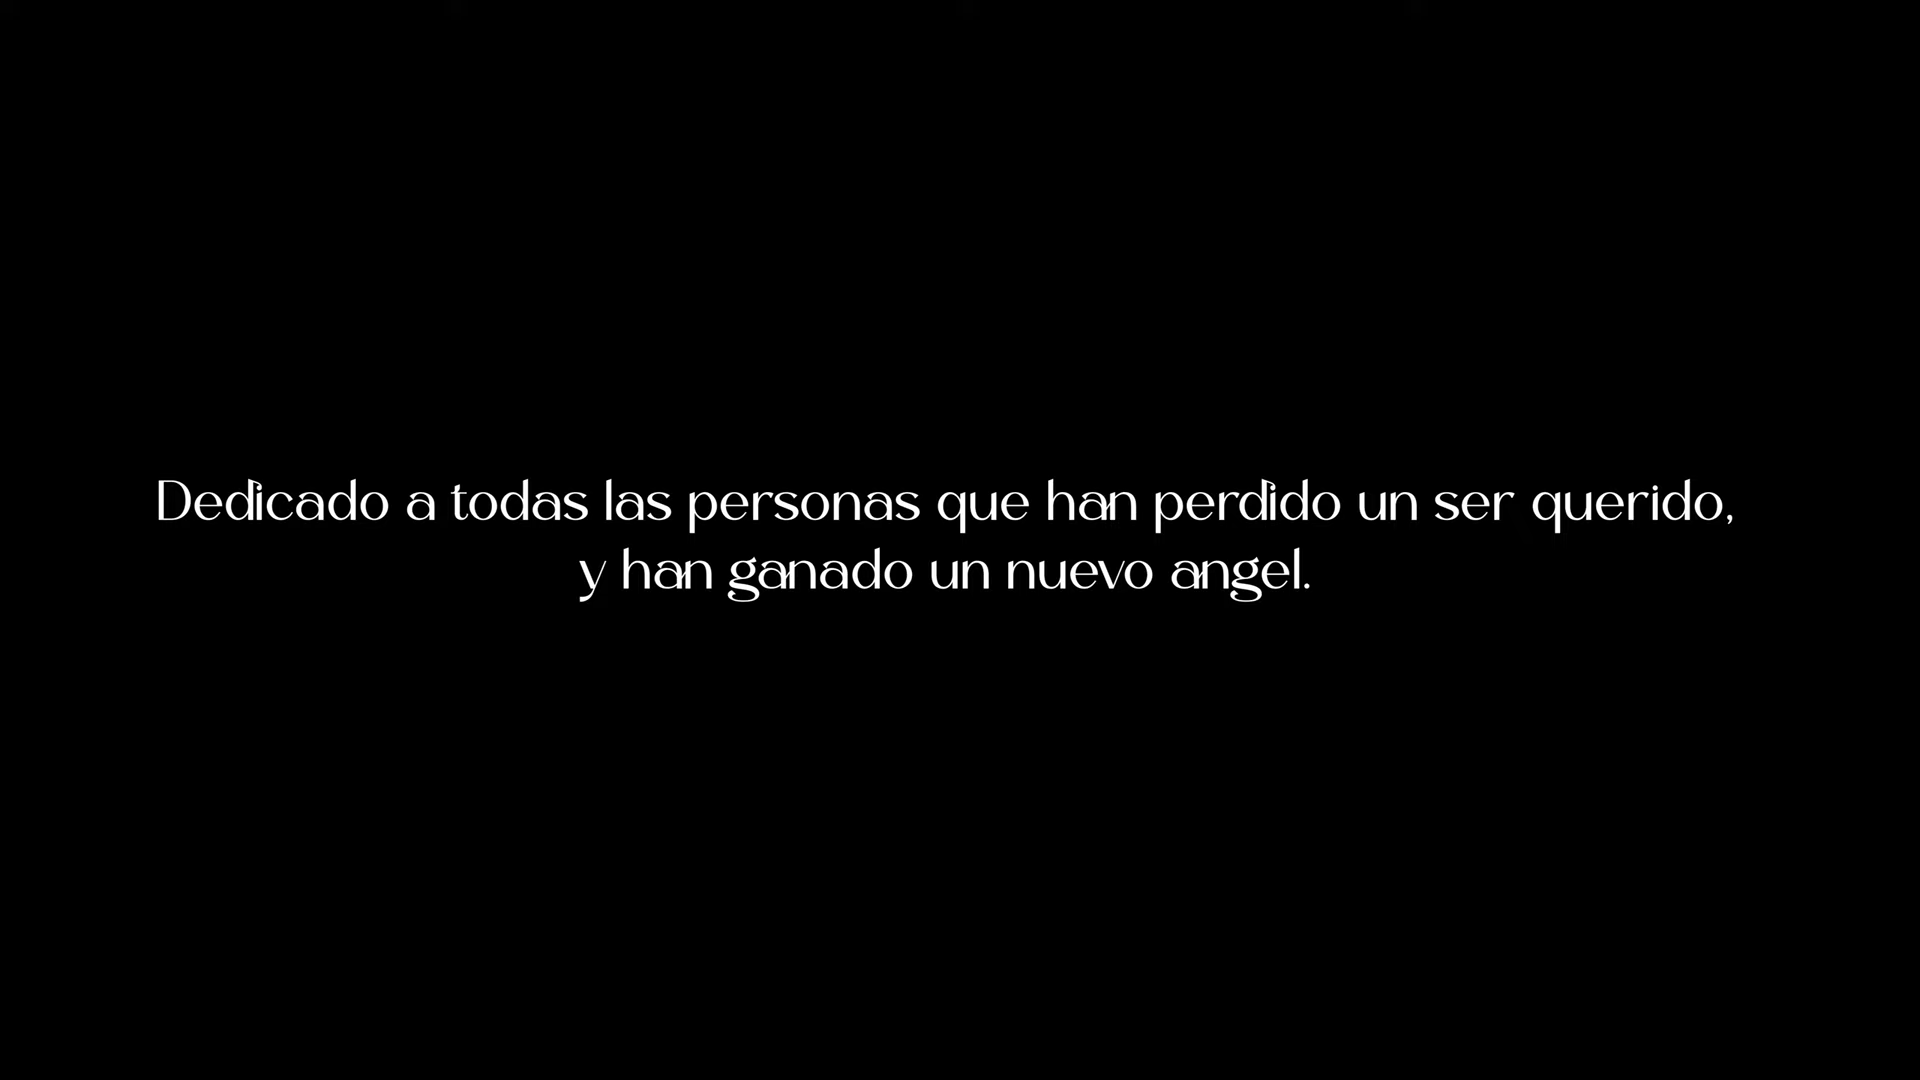 Dedicado a todas las personas que han perdido un ser querido,
y han ganado un nuevo angel.